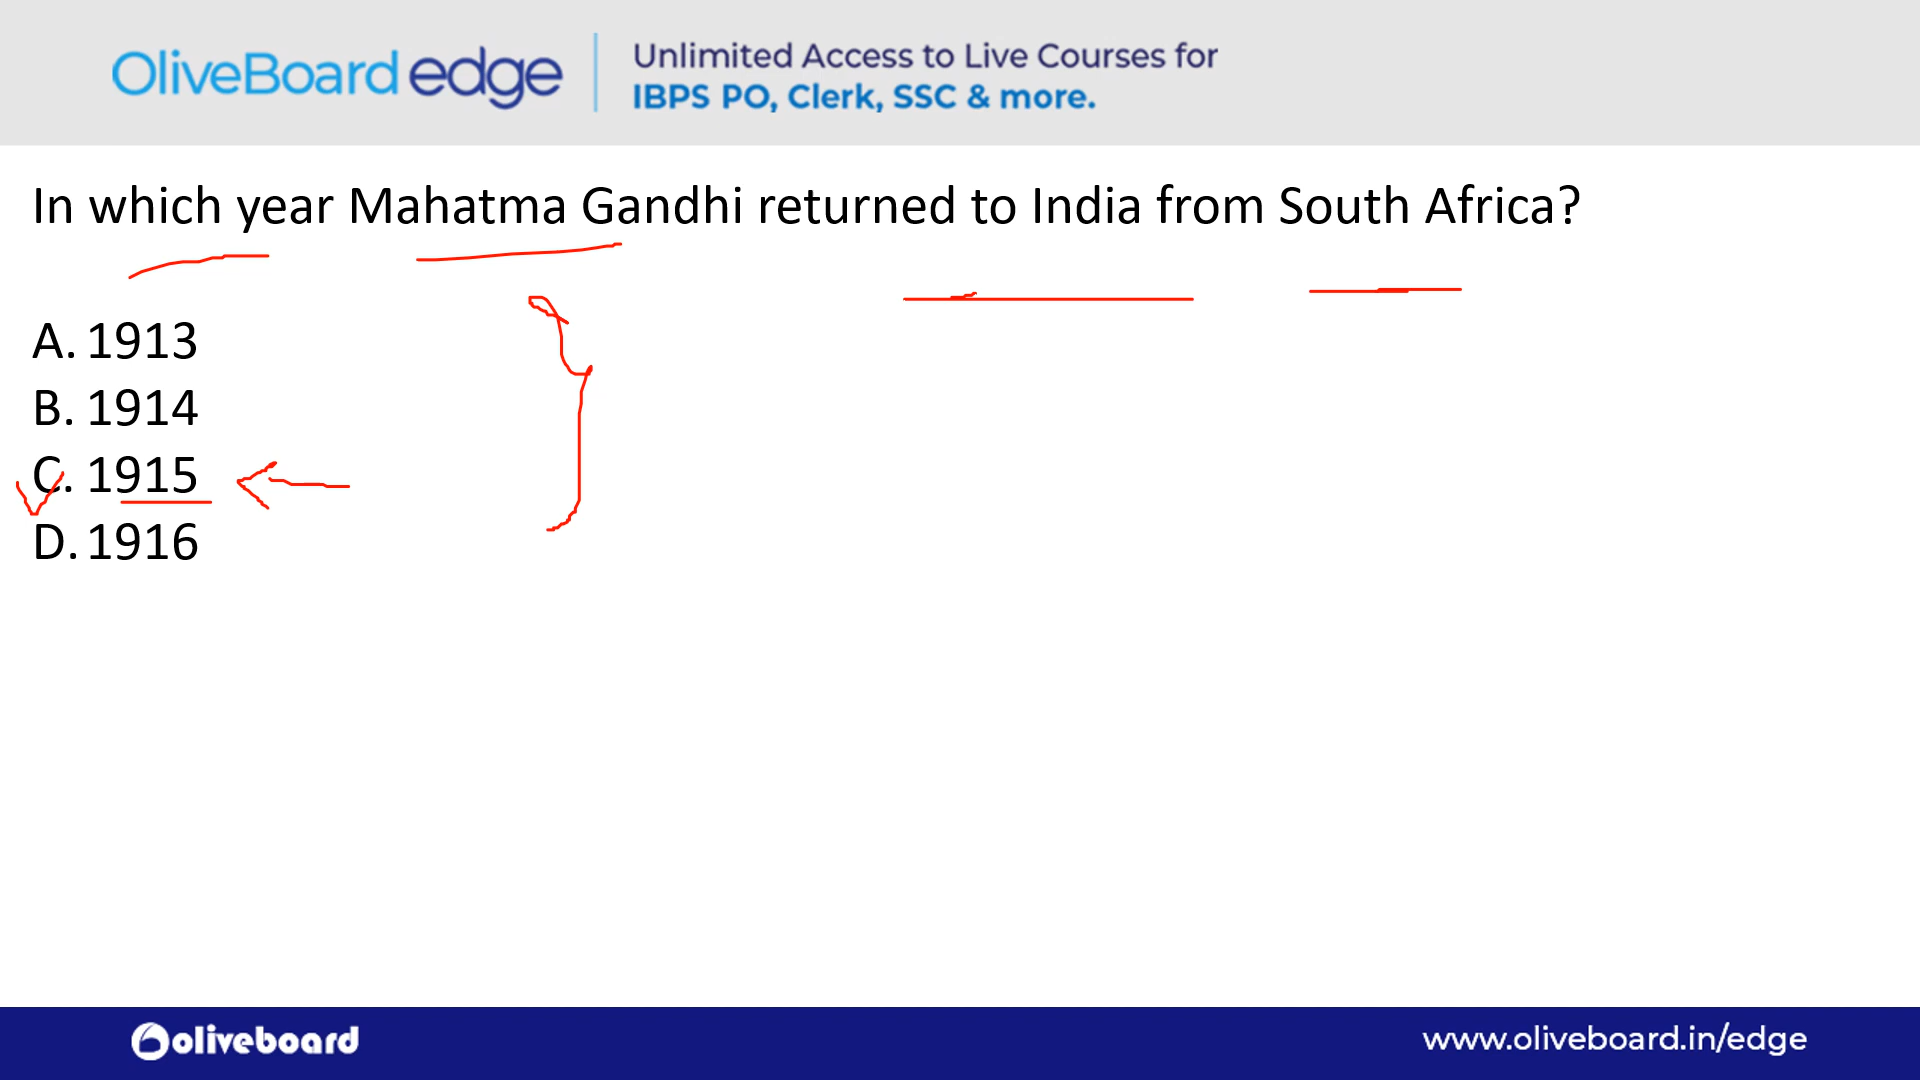 OliveBoard edge
Unlimited Access to Live Courses for
IBPS PO, Clerk, SSC & more.
In which year Mahatma Gandhi returned to India from South Africa?
A. 1913
B. 1914
C. 1915
D. 1916
oliveboard
www.oliveboard.in/edge